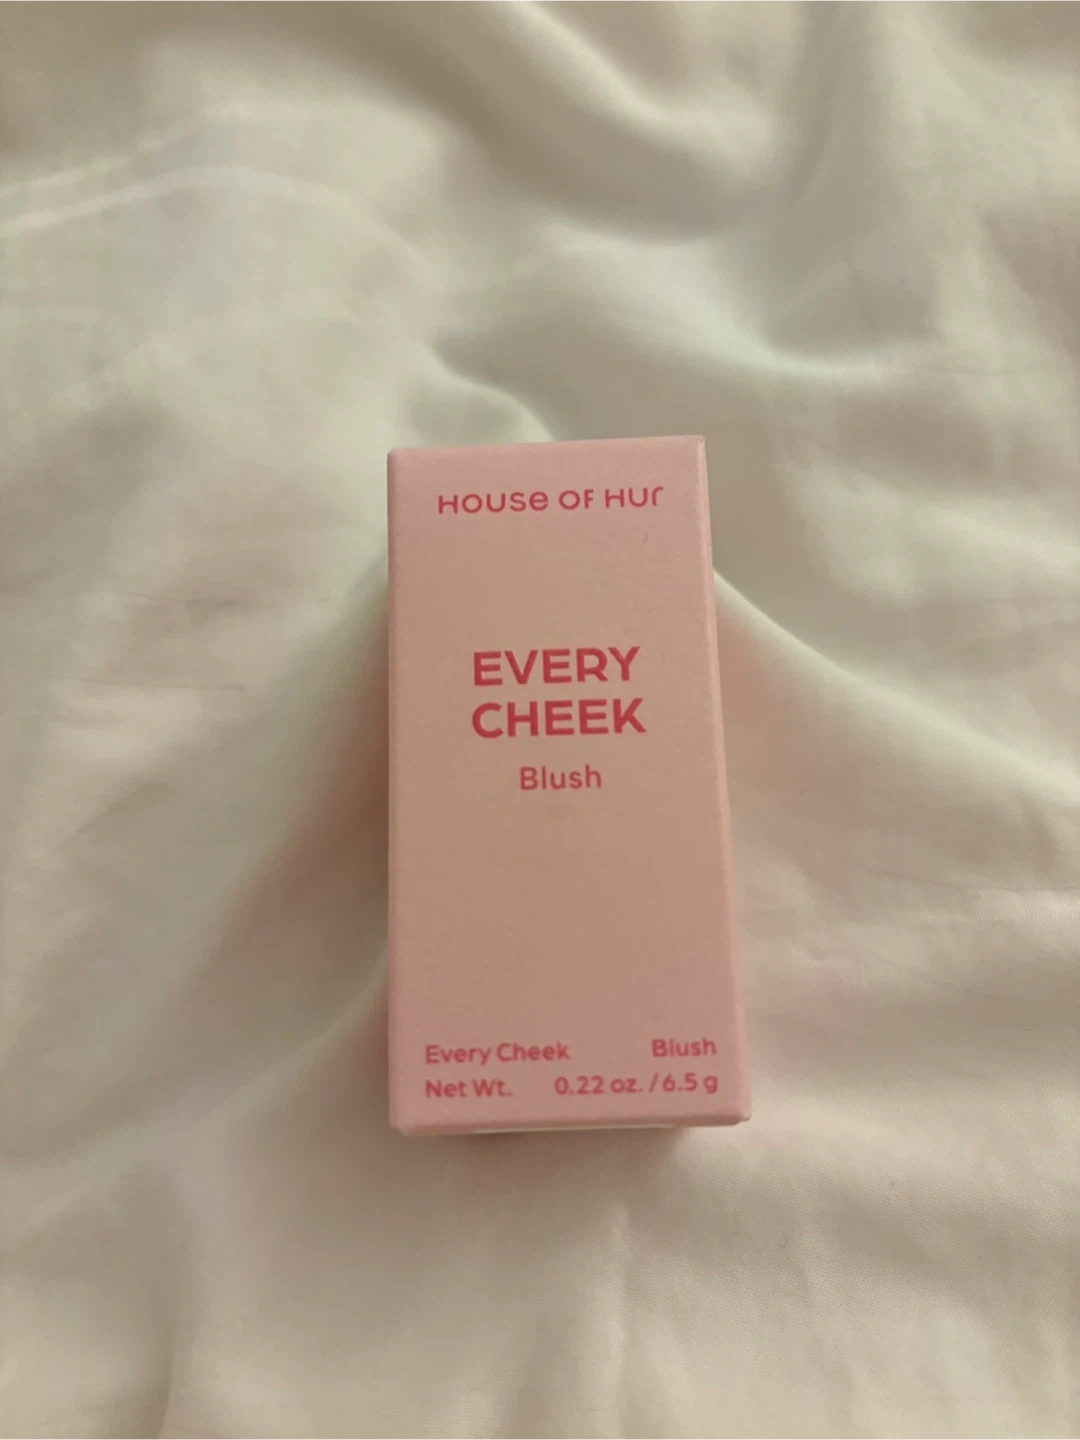 HOUSe OF HUr
EVERY
CHEEK
Blush
Every Cheek Blush
Net Wt. 0.22 oz. / 6.5 g